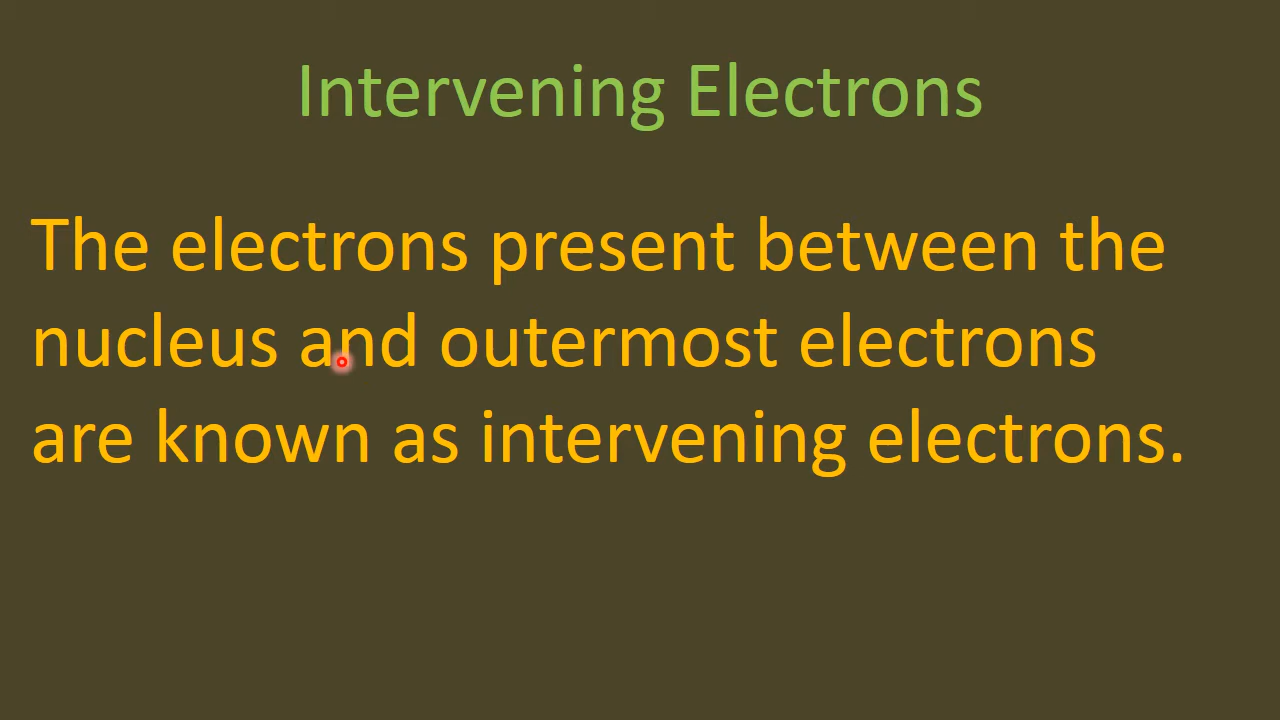 Intervening Electrons
The electrons present between the
nucleus and outermost electrons
are known as intervening electrons.